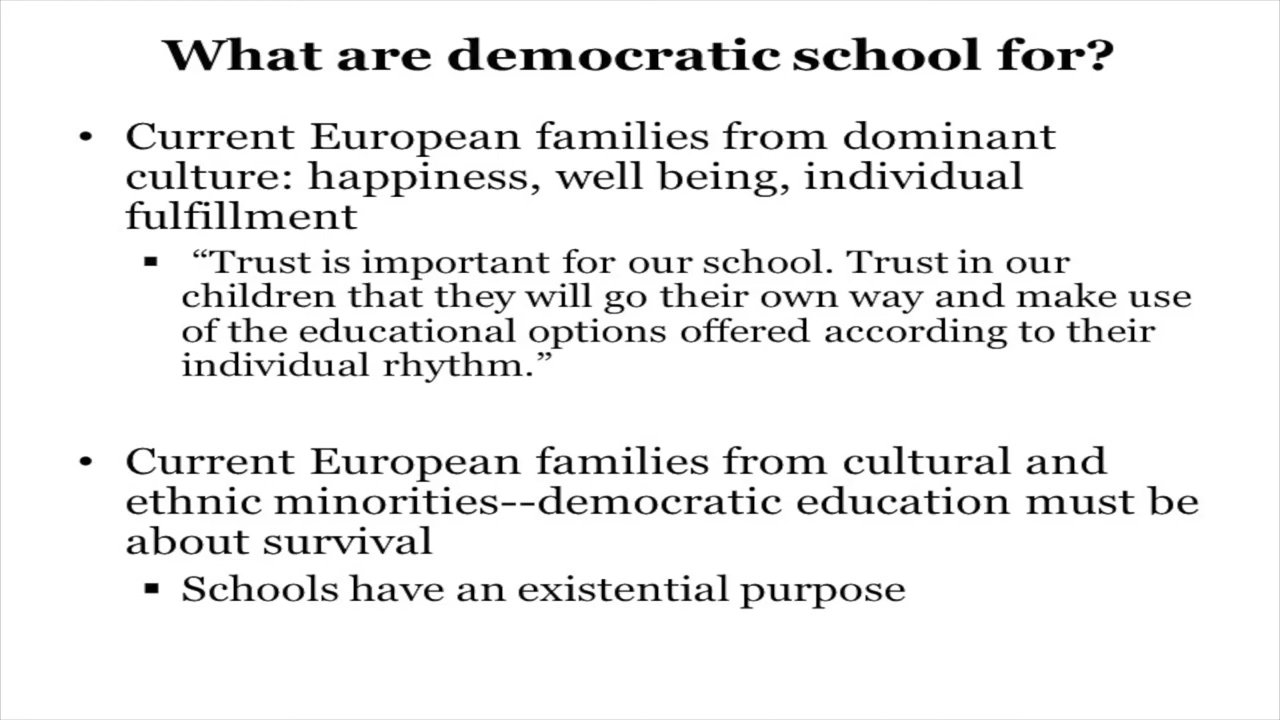 What are democratic school for?
• Current European families from dominant
culture: happiness, well being, individual
fulfillment
▪ “Trust is important for our school. Trust in our
children that they will go their own way and make use
of the educational options offered according to their
individual rhythm.”
• Current European families from cultural and
ethnic minorities--democratic education must be
about survival
▪ Schools have an existential purpose